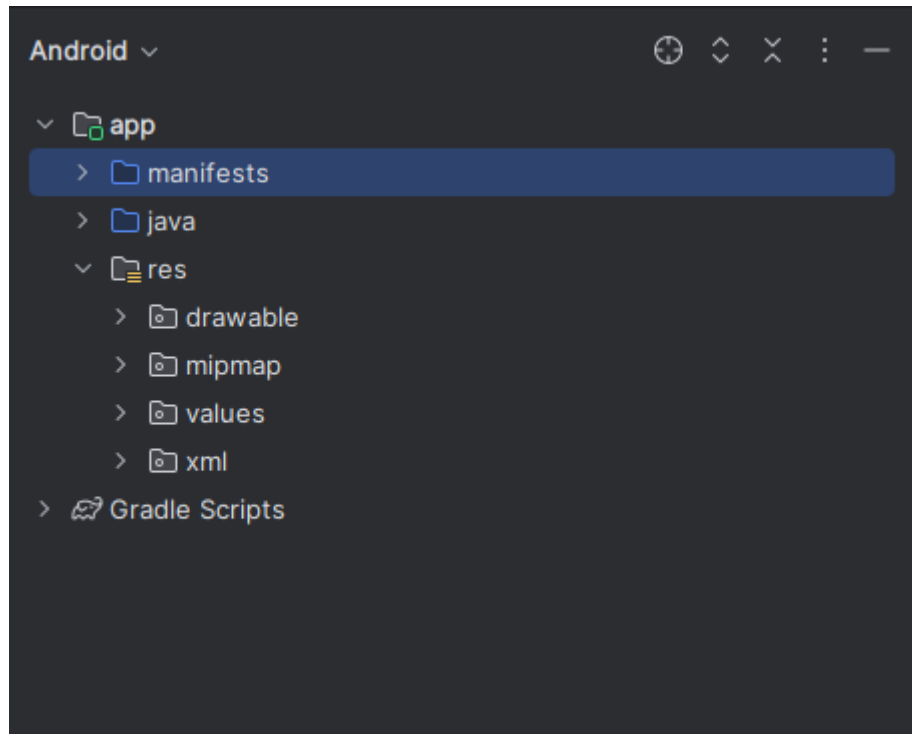 Android
app
manifests
java
res
drawable
mipmap
values
xml
Gradle Scripts